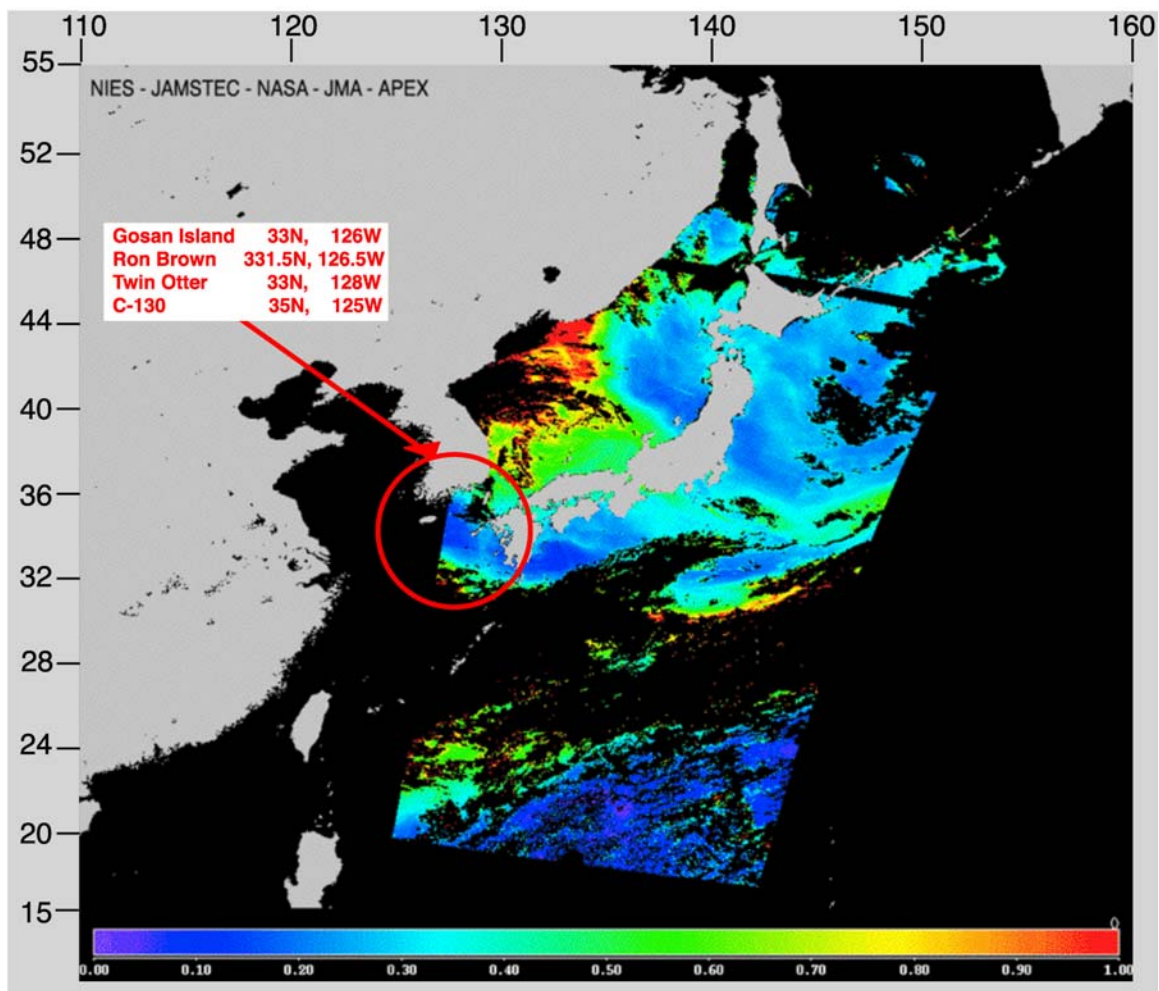 110 120 130 140 150 160
55
NIES - JAMSTEC - NASA - JMA - APEX
52
48
Gosan Island 33N, 126W
Ron Brown 331.5N, 126.5W
Twin Otter 33N, 128W
C-130 35N, 125W
44
40
36
32
28
24
20
15
0
0.00 0.10 0.20 0.30 0.40 0.50 0.60 0.70 0.80 0.90 1.00